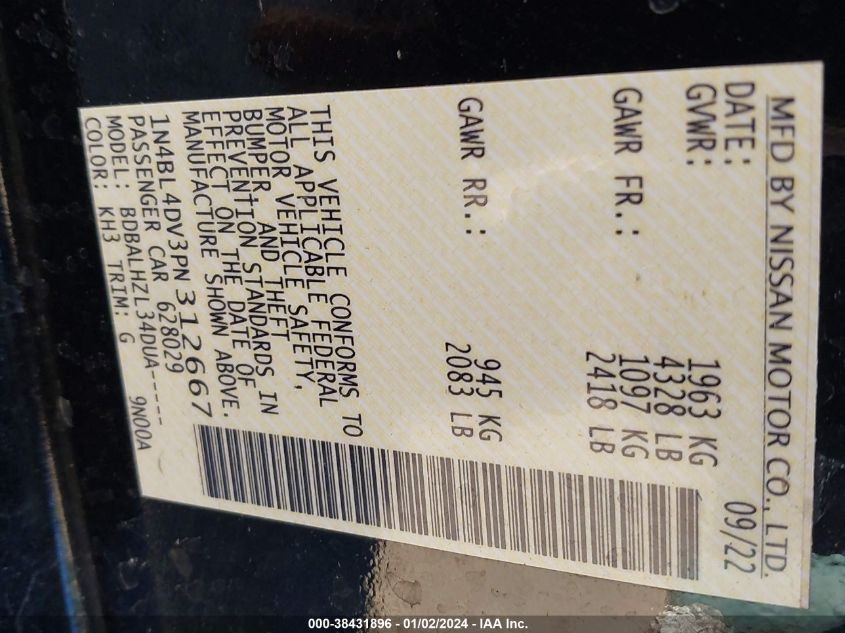 MFD BY NISSAN MOTOR CO., LTD.
DATE: 09/22
GVWR: 1963 KG
4328 LB
GAWR FR.: 1097 KG
2418 LB
GAWR RR.: 945 KG
2083 LB
THIS VEHICLE CONFORMS TO
ALL APPLICABLE FEDERAL
MOTOR VEHICLE SAFETY,
BUMPER, AND THEFT
PREVENTION STANDARDS IN
EFFECT ON THE DATE OF
MANUFACTURE SHOWN ABOVE.
1N4BL4DV3PN312667
PASSENGER CAR 628029
MODEL: BDBALHZL34DUA-----
COLOR: KH3 TRIM: G 9N00A
000-38431896 - 01/02/2024 - IAA Inc.